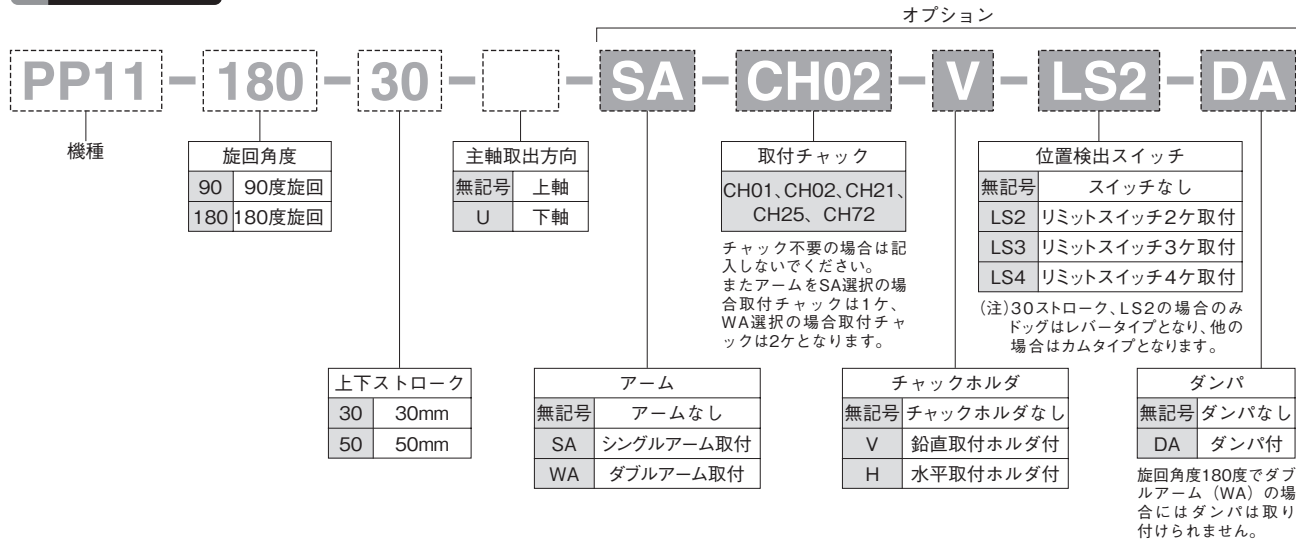 オプション
PP11-180-30- -SA-CH02-V-LS2-DA
機種
旋回角度
90 90度旋回
180 180度旋回
主軸取出方向
無記号 上軸
U 下軸
取付チャック
CH01、CH02、CH21、
CH25、CH72
チャック不要の場合は記
入しないでください。
またアームをSA選択の場
合取付チャックは1ケ、
WA選択の場合取付チャ
ックは2ケとなります。
位置検出スイッチ
無記号 スイッチなし
LS2 リミットスイッチ2ケ取付
LS3 リミットスイッチ3ケ取付
LS4 リミットスイッチ4ケ取付
(注)30ストローク、LS2の場合のみ
ドッグはレバータイプとなり、他の
場合はカムタイプとなります。
上下ストローク
30 30mm
50 50mm
アーム
無記号 アームなし
SA シングルアーム取付
WA ダブルアーム取付
チャックホルダ
無記号 チャックホルダなし
V 鉛直取付ホルダ付
H 水平取付ホルダ付
ダンパ
無記号 ダンパなし
DA ダンパ付
旋回角度180度でダブ
ルアーム(WA)の場
合にはダンパは取り
付けられません。